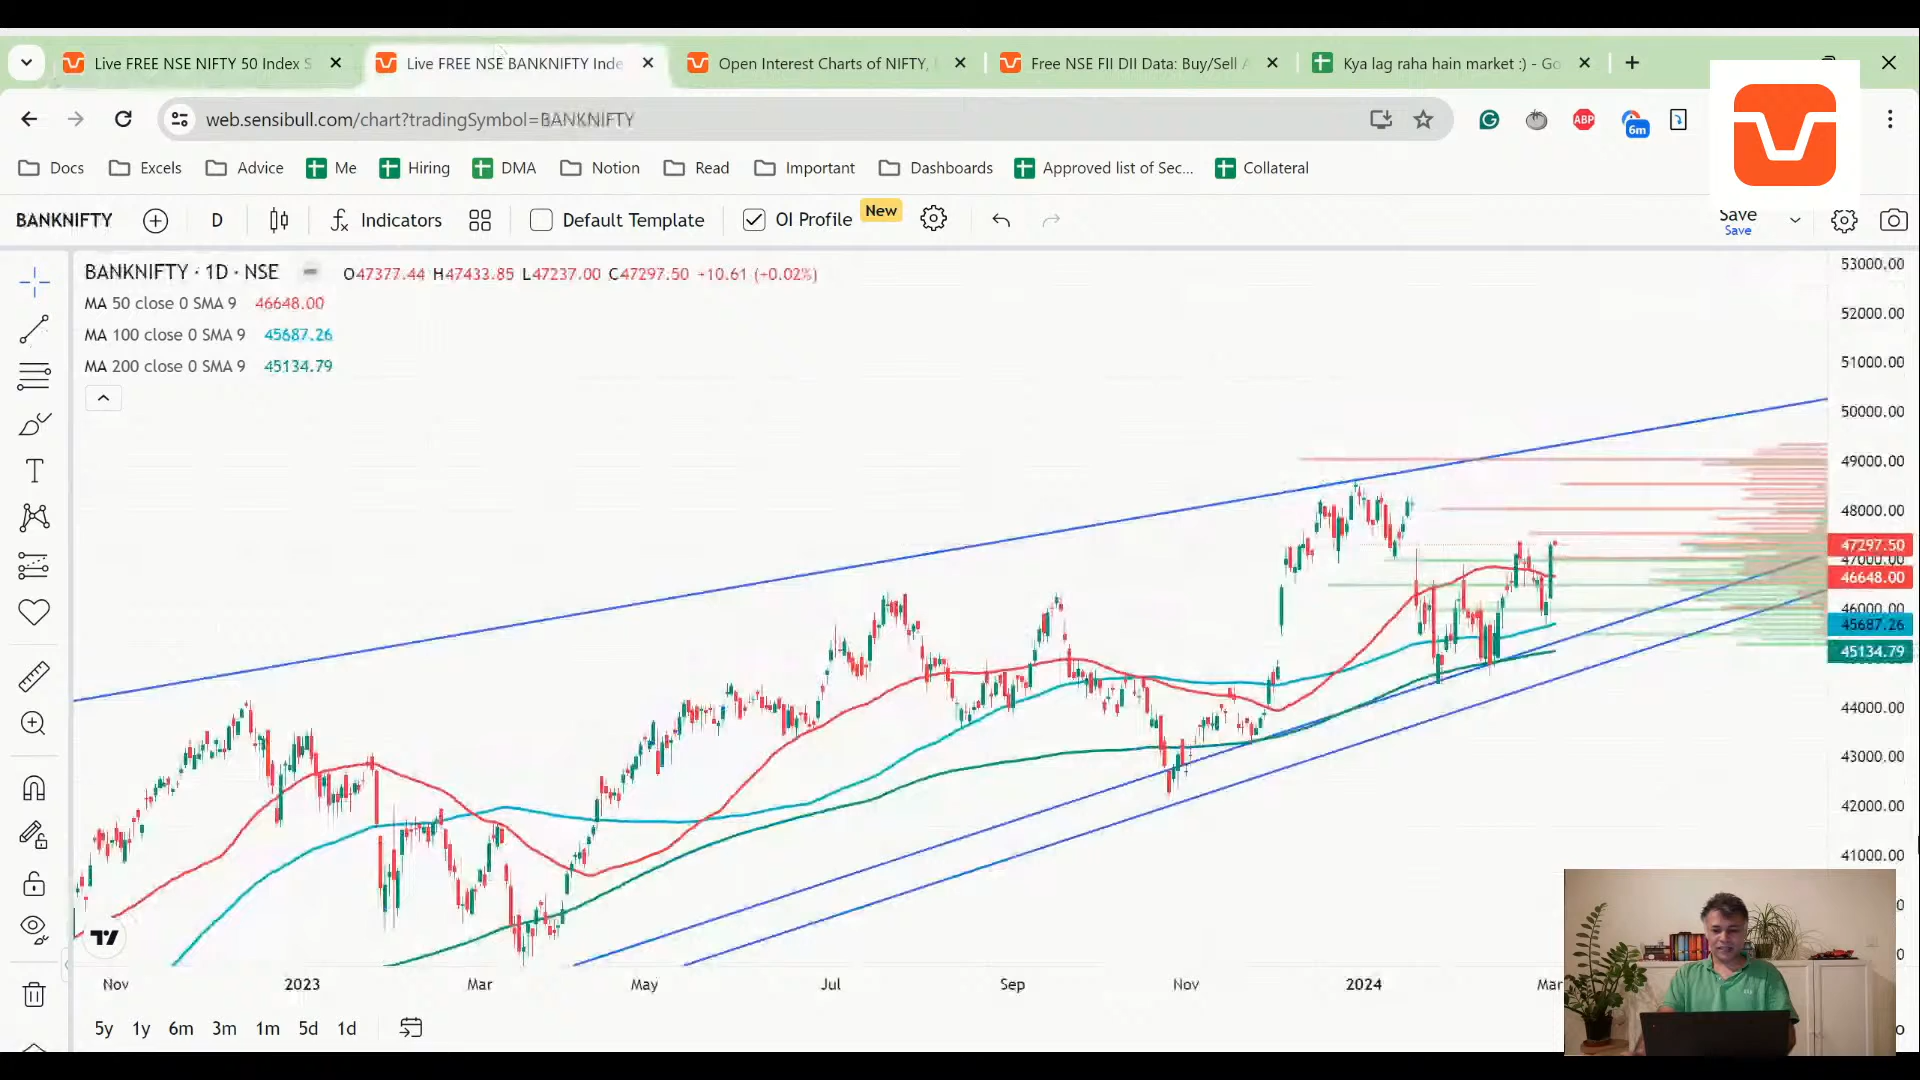 Live FREE NSE NIFTY 50 Index S
Live FREE NSE BANKNIFTY Inde
Open Interest Charts of NIFTY,
Free NSE FII DII Data: Buy/Sell A
Kya lag raha hain market :) - Go
web.sensibull.com/chart?tradingSymbol=BANKNIFTY
ABP
6m
Docs
Excels
Advice
Me
Hiring
DMA
Notion
Read
Important
Dashboards
Approved list of Sec...
Collateral
BANKNIFTY
D
Indicators
Default Template
OI Profile
New
Save
Save
BANKNIFTY · 1D · NSE
O47377.44 H47433.85 L47237.00 C47297.50 +10.61 (+0.02%)
MA 50 close 0 SMA 9 46648.00
MA 100 close 0 SMA 9 45687.26
MA 200 close 0 SMA 9 45134.79
53000.00
52000.00
51000.00
50000.00
49000.00
48000.00
47297.50
47000.00
46648.00
46000.00
45687.26
45134.79
44000.00
43000.00
42000.00
41000.00
Nov
2023
Mar
May
Jul
Sep
Nov
2024
Mar
5y
1y
6m
3m
1m
5d
1d